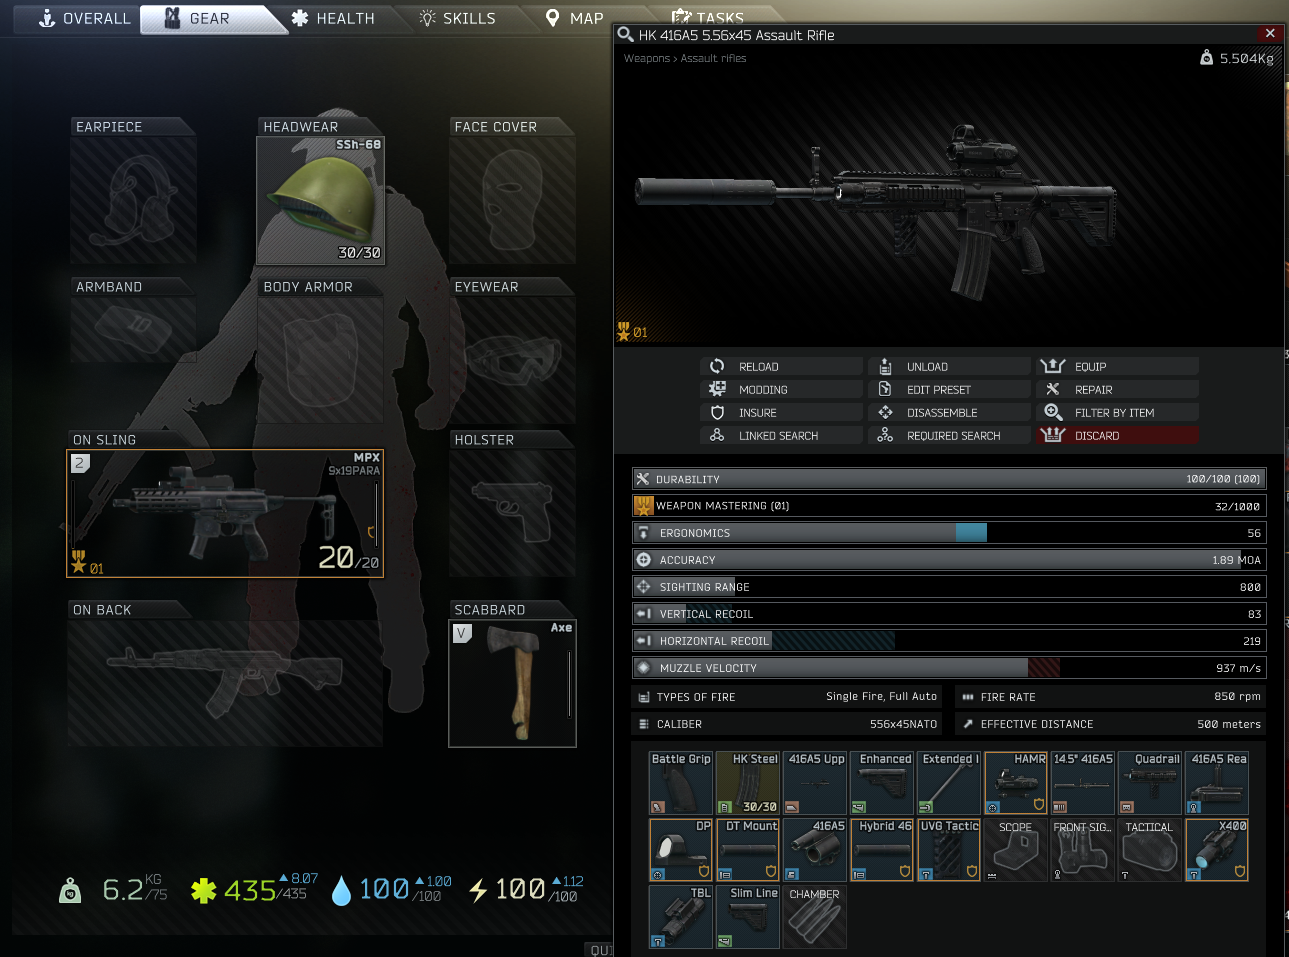 OVERALL
GEAR
HEALTH
SKILLS
MAP
TASKS
EARPIECE
HEADWEAR
SSh-68
30/30
FACE COVER
ARMBAND
BODY ARMOR
EYEWEAR
ON SLING
2
MPX
9x19PARA
01
20/20
HOLSTER
ON BACK
SCABBARD
V
Axe
6.2 KG /75
435 ▲8.07 /435
100 ▲1.00 /100
100 ▲1.12 /100
QUI
HK 416A5 5.56x45 Assault Rifle
Weapons > Assault rifles
5.504Kg
01
RELOAD
UNLOAD
EQUIP
MODDING
EDIT PRESET
REPAIR
INSURE
DISASSEMBLE
FILTER BY ITEM
LINKED SEARCH
REQUIRED SEARCH
DISCARD
DURABILITY 100/100 (100)
WEAPON MASTERING (01) 32/1000
ERGONOMICS 56
ACCURACY 1.89 MOA
SIGHTING RANGE 800
VERTICAL RECOIL 83
HORIZONTAL RECOIL 219
MUZZLE VELOCITY 937 m/s
TYPES OF FIRE Single Fire, Full Auto
FIRE RATE 850 rpm
CALIBER 556x45NATO
EFFECTIVE DISTANCE 500 meters
Battle Grip
HK Steel
30/30
416A5 Upp
Enhanced
Extended l
HAMR
14.5" 416A5
Quadrail
416A5 Rea
DP
DT Mount
416A5
Hybrid 46
UVG Tactic
SCOPE
FRONT SIG...
TACTICAL
X400
TBL
Slim Line
CHAMBER